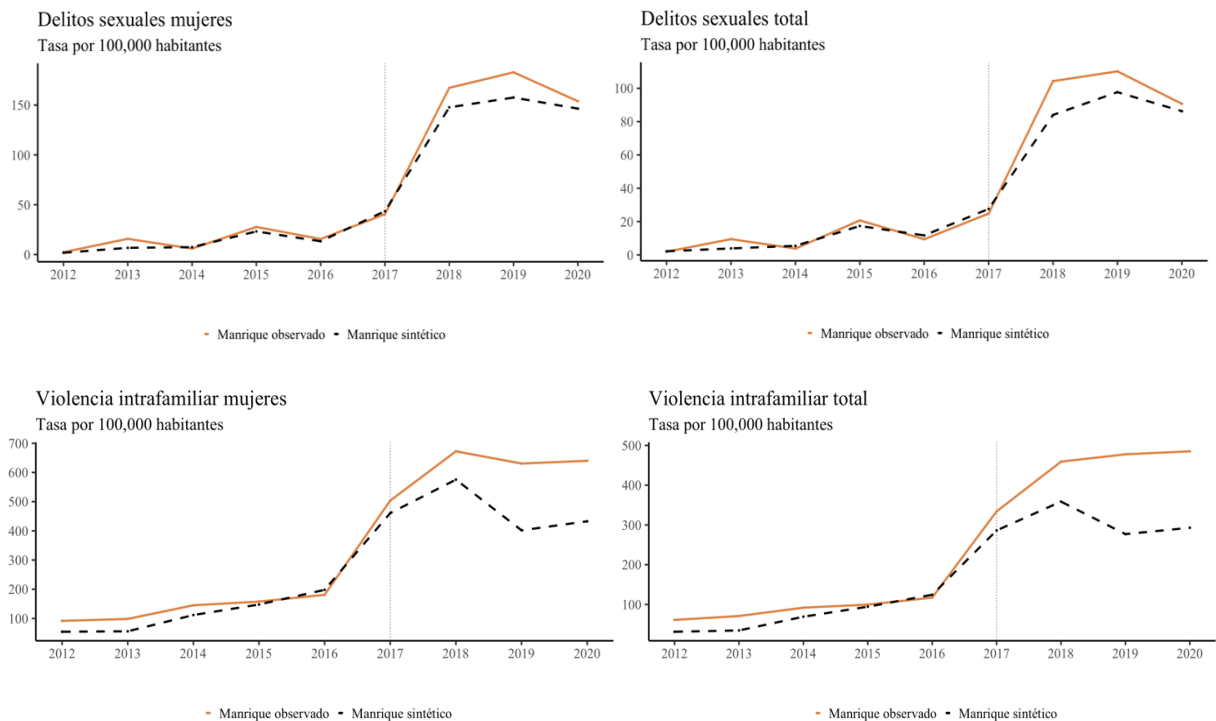 Delitos sexuales mujeres
Tasa por 100,000 habitantes
150
100
50
0
2012 2013 2014 2015 2016 2017 2018 2019 2020
Manrique observado Manrique sintético
Delitos sexuales total
Tasa por 100,000 habitantes
100
80
60
40
20
0
2012 2013 2014 2015 2016 2017 2018 2019 2020
Manrique observado Manrique sintético
Violencia intrafamiliar mujeres
Tasa por 100,000 habitantes
700
600
500
400
300
200
100
2012 2013 2014 2015 2016 2017 2018 2019 2020
Manrique observado Manrique sintético
Violencia intrafamiliar total
Tasa por 100,000 habitantes
500
400
300
200
100
2012 2013 2014 2015 2016 2017 2018 2019 2020
Manrique observado Manrique sintético